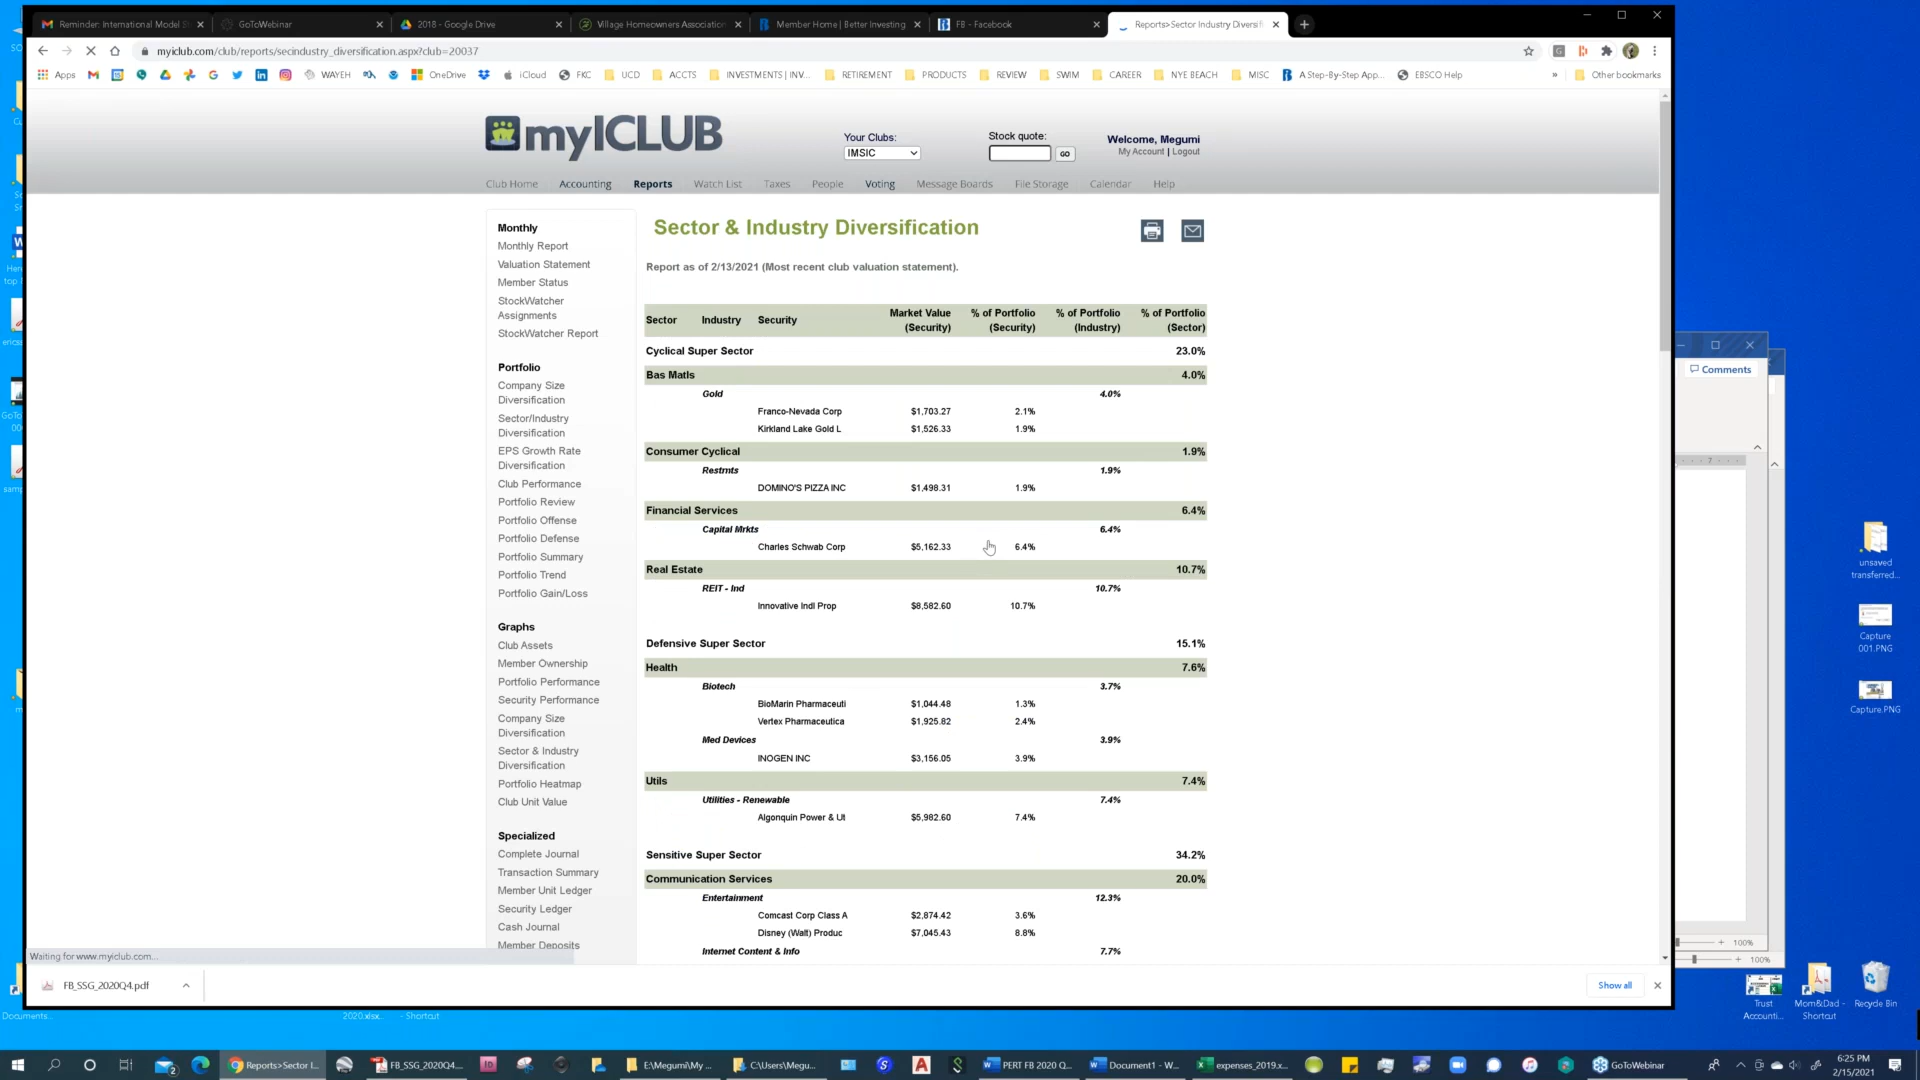 Reminder: International Model S
GoToWebinar
2018 - Google Drive
Village Homeowners Association
Member Home | Better Investing
FB - Facebook
Reports>Sector Industry Diversifi
myiclub.com/club/reports/secindustry_diversification.aspx?club=20037
Apps
WAYEH
OneDrive
iCloud
FKC
UCD
ACCTS
INVESTMENTS | INV...
RETIREMENT
PRODUCTS
REVIEW
SWIM
CAREER
NYE BEACH
MISC
A Step-By-Step App...
EBSCO Help
»
Other bookmarks
myICLUB
Your Clubs:
IMSIC
Stock quote:
GO
Welcome, Megumi
My Account | Logout
Club Home
Accounting
Reports
Watch List
Taxes
People
Voting
Message Boards
File Storage
Calendar
Help
Monthly
Monthly Report
Valuation Statement
Member Status
StockWatcher
Assignments
StockWatcher Report
Portfolio
Company Size
Diversification
Sector/Industry
Diversification
EPS Growth Rate
Diversification
Club Performance
Portfolio Review
Portfolio Offense
Portfolio Defense
Portfolio Summary
Portfolio Trend
Portfolio Gain/Loss
Graphs
Club Assets
Member Ownership
Portfolio Performance
Security Performance
Company Size
Diversification
Sector & Industry
Diversification
Portfolio Heatmap
Club Unit Value
Specialized
Complete Journal
Transaction Summary
Member Unit Ledger
Security Ledger
Cash Journal
Member Deposits
Sector & Industry Diversification
Report as of 2/13/2021 (Most recent club valuation statement).
Sector Industry Security Market Value (Security) % of Portfolio (Security) % of Portfolio (Industry) % of Portfolio (Sector)
Cyclical Super Sector 23.0%
Bas Matls 4.0%
Gold 4.0%
Franco-Nevada Corp $1,703.27 2.1%
Kirkland Lake Gold L $1,526.33 1.9%
Consumer Cyclical 1.9%
Restrnts 1.9%
DOMINO'S PIZZA INC $1,498.31 1.9%
Financial Services 6.4%
Capital Mrkts 6.4%
Charles Schwab Corp $5,162.33 6.4%
Real Estate 10.7%
REIT - Ind 10.7%
Innovative Indl Prop $8,582.60 10.7%
Defensive Super Sector 15.1%
Health 7.6%
Biotech 3.7%
BioMarin Pharmaceuti $1,044.48 1.3%
Vertex Pharmaceutica $1,925.82 2.4%
Med Devices 3.9%
INOGEN INC $3,156.05 3.9%
Utils 7.4%
Utilities - Renewable 7.4%
Algonquin Power & Ut $5,982.60 7.4%
Sensitive Super Sector 34.2%
Communication Services 20.0%
Entertainment 12.3%
Comcast Corp Class A $2,874.42 3.6%
Disney (Walt) Produc $7,045.43 8.8%
Internet Content & Info 7.7%
Waiting for www.myiclub.com...
FB_SSG_2020Q4.pdf
Show all
Comments
100%
100%
unsaved
transferred...
Capture
001.PNG
Capture.PNG
Trust
Accounti...
Mom&Dad -
Shortcut
Recycle Bin
Documents...
2020.xlsx...
- Shortcut
Reports>Sector I...
FB_SSG_2020Q4....
E:\Megumi\My ...
C:\Users\Megu...
PERT FB 2020 Q...
Document1 - W...
expenses_2019.x...
GoToWebinar
6:25 PM
2/15/2021